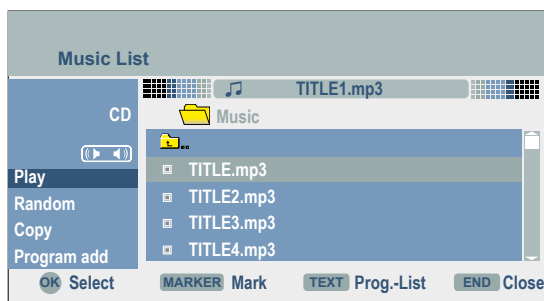 Music List
TITLE1.mp3
CD
Music
..
Play
TITLE.mp3
Random
TITLE2.mp3
Copy
TITLE3.mp3
Program add
TITLE4.mp3
OK Select MARKER Mark TEXT Prog.-List END Close